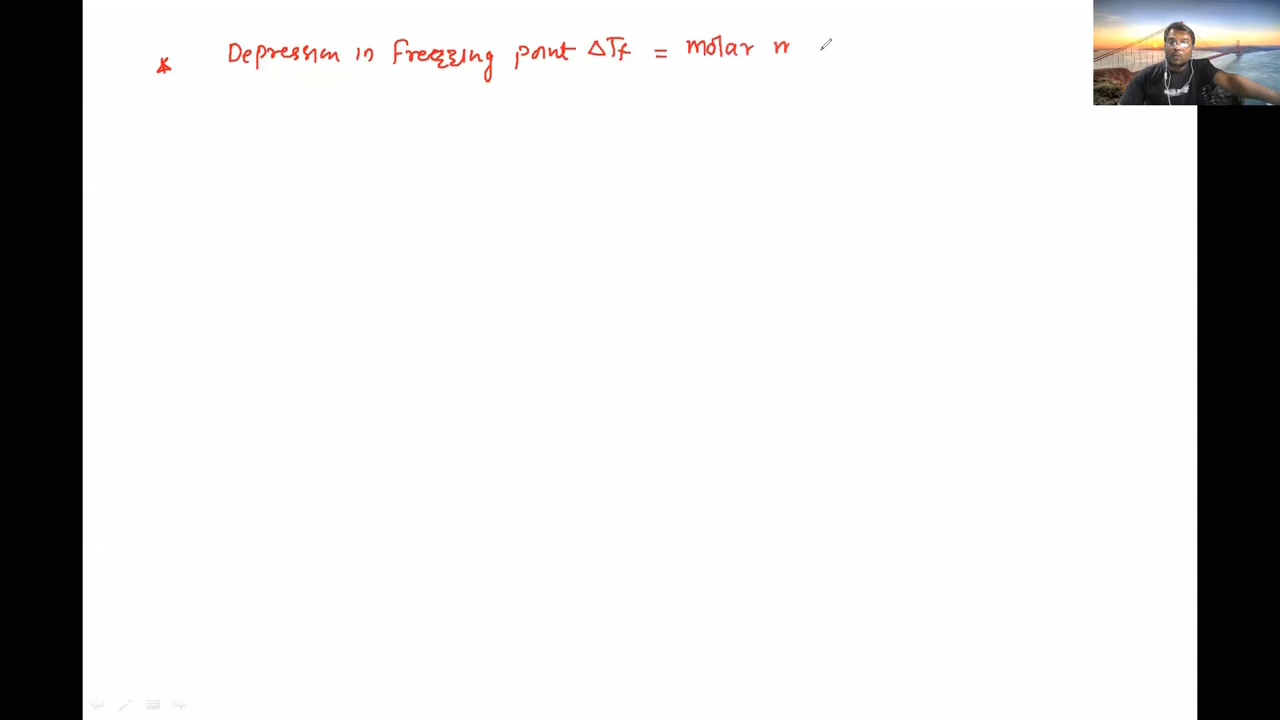 * Depression in freezing point ΔTf = molar m